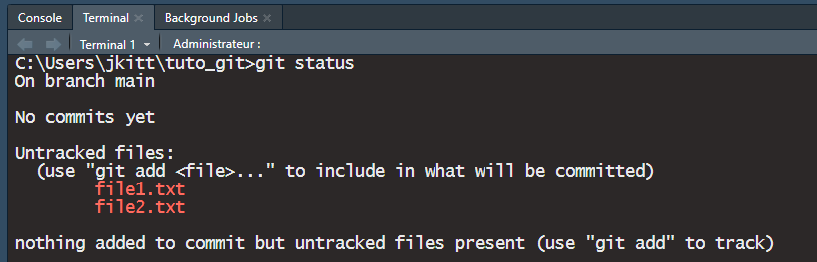 Console Terminal Background Jobs
Terminal 1 Administrateur :
C:\Users\jkitt\tuto_git>git status
On branch main
No commits yet
Untracked files:
(use "git add <file>..." to include in what will be committed)
file1.txt
file2.txt
nothing added to commit but untracked files present (use "git add" to track)